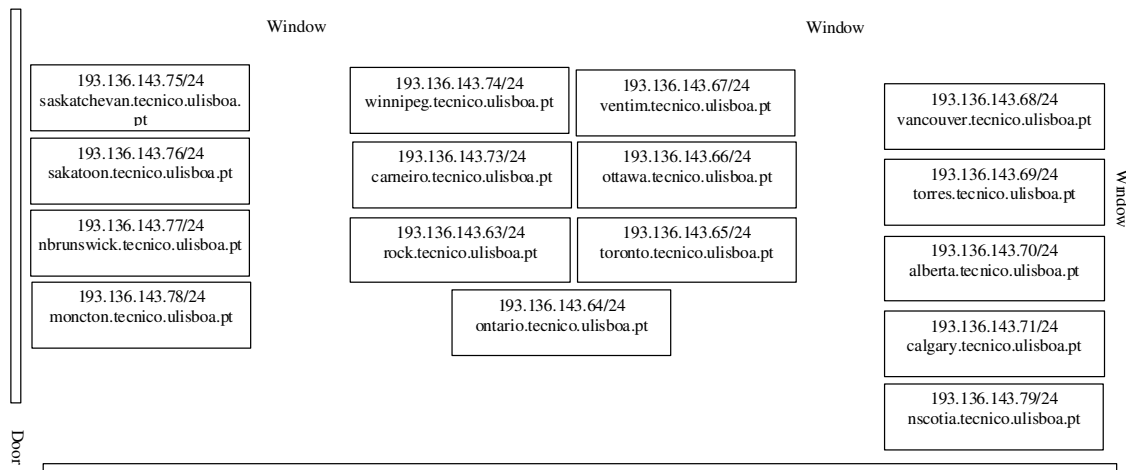 Window
Window
193.136.143.75/24
saskatchevan.tecnico.ulisboa.
pt
193.136.143.76/24
sakatoon.tecnico.ulisboa.pt
193.136.143.77/24
nbrunswick.tecnico.ulisboa.pt
193.136.143.78/24
moncton.tecnico.ulisboa.pt
193.136.143.74/24
winnipeg.tecnico.ulisboa.pt
193.136.143.73/24
carneiro.tecnico.ulisboa.pt
193.136.143.63/24
rock.tecnico.ulisboa.pt
193.136.143.67/24
ventim.tecnico.ulisboa.pt
193.136.143.66/24
ottawa.tecnico.ulisboa.pt
193.136.143.65/24
toronto.tecnico.ulisboa.pt
193.136.143.64/24
ontario.tecnico.ulisboa.pt
193.136.143.68/24
vancouver.tecnico.ulisboa.pt
193.136.143.69/24
torres.tecnico.ulisboa.pt
193.136.143.70/24
alberta.tecnico.ulisboa.pt
193.136.143.71/24
calgary.tecnico.ulisboa.pt
193.136.143.79/24
nscotia.tecnico.ulisboa.pt
Window
Door